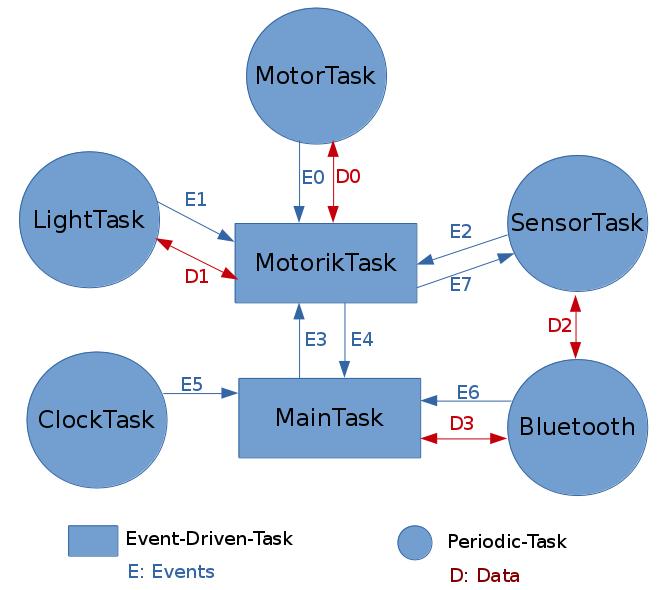 MotorTask
E0
D0
LightTask
E1
D1
MotorikTask
SensorTask
E2
E7
D2
E3
E4
ClockTask
E5
MainTask
E6
D3
Bluetooth
Event-Driven-Task
Periodic-Task
E: Events
D: Data